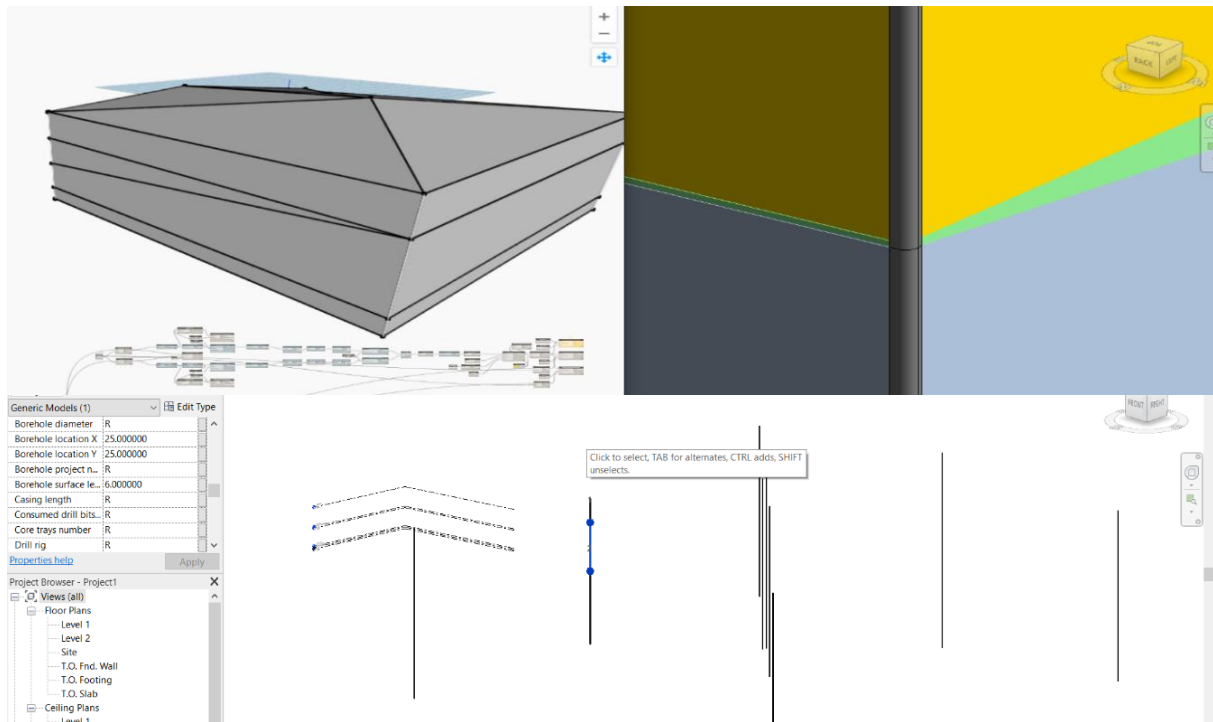 BACK
LEFT
Generic Models (1)
Edit Type
Borehole diameter R
Borehole location X 25.000000
Borehole location Y 25.000000
Borehole project n... R
Borehole surface le... 6.000000
Casing length R
Consumed drill bits... R
Core trays number R
Drill rig R
Properties help
Apply
Project Browser - Project1
Views (all)
Floor Plans
Level 1
Level 2
Site
T.O. Fnd. Wall
T.O. Footing
T.O. Slab
Ceiling Plans
Level 1
Click to select, TAB for alternates, CTRL adds, SHIFT
unselects.
FRONT
RIGHT